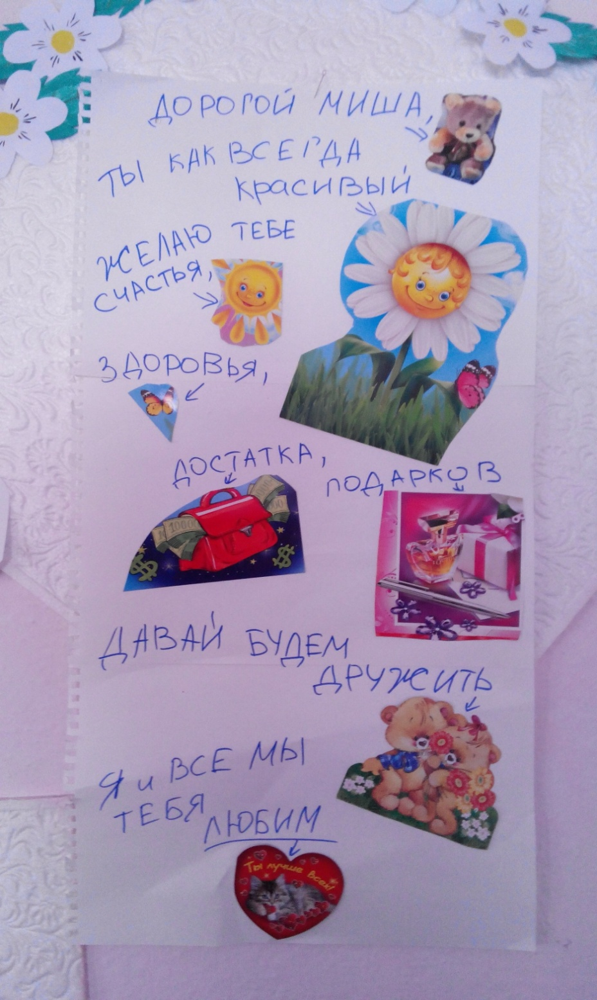 ДОРОГОЙ МИША,
ТЫ КАК ВСЕГДА
красивый
ЖЕЛАЮ ТЕБЕ
СЧАСТЬЯ,
ЗДОРОВЬЯ,
ДОСТАТКА,
ПОДАРКОВ
10000
ДАВАЙ БУДЕМ
ДРУЖИТЬ
Я и ВСЕ МЫ
ТЕБЯ
ЛЮБИМ
Ты лучше всех!